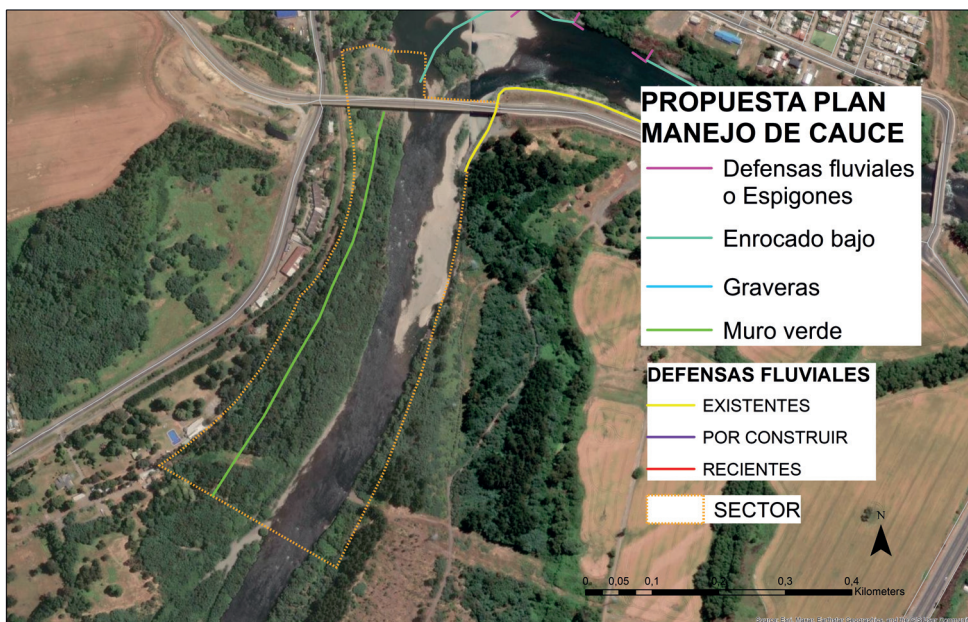 PROPUESTA PLAN
MANEJO DE CAUCE
Defensas fluviales
o Espigones
Enrocado bajo
Graveras
Muro verde
DEFENSAS FLUVIALES
EXISTENTES
POR CONSTRUIR
RECIENTES
SECTOR
N
0 0,05 0,1 0,2 0,3 0,4
Kilometers